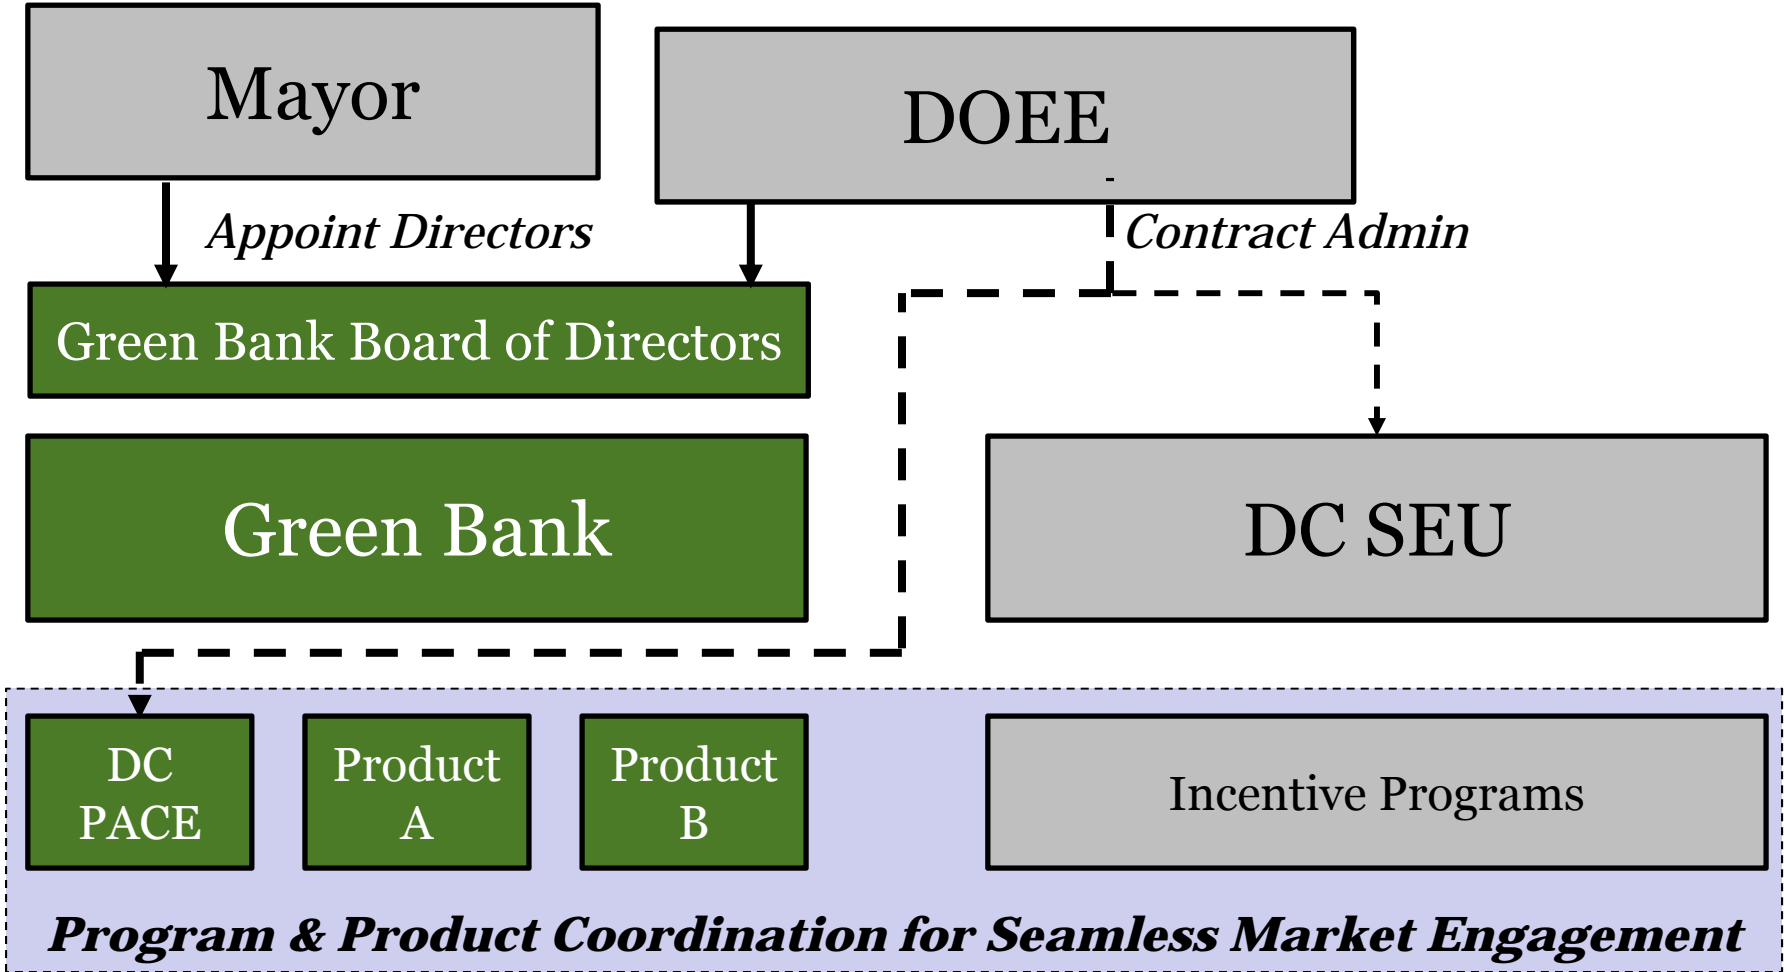 Mayor
DOEE
Appoint Directors
Contract Admin
Green Bank Board of Directors
Green Bank
DC SEU
DC
PACE
Product
A
Product
B
Incentive Programs
Program & Product Coordination for Seamless Market Engagement